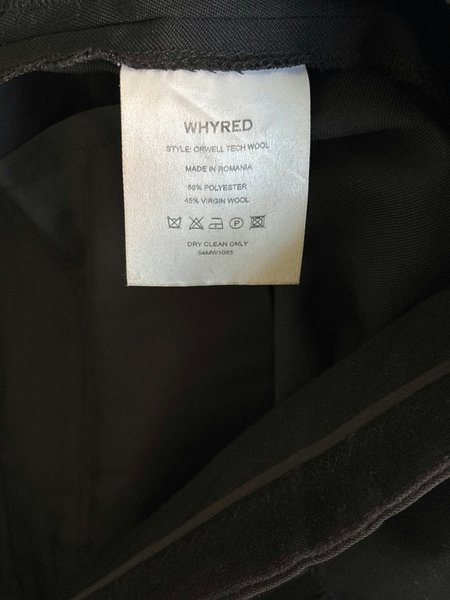 WHYRED
STYLE: ORWELL TECH WOOL
MADE IN ROMANIA
55% POLYESTER
45% VIRGIN WOOL
P
DRY CLEAN ONLY